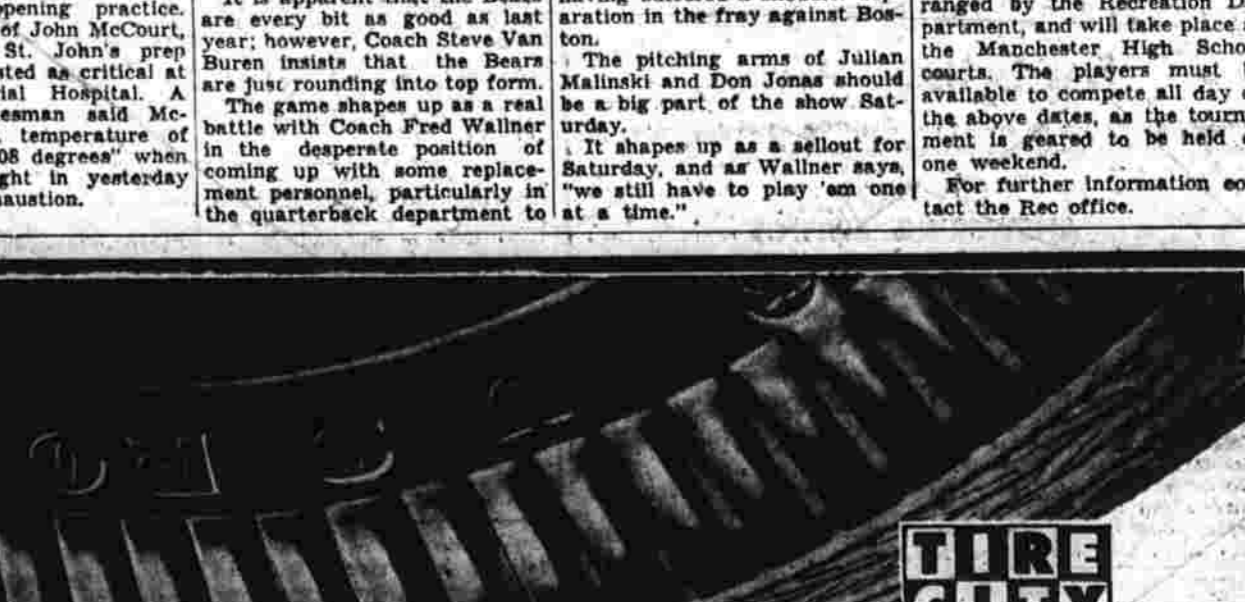 opening practice.
of John McCourt,
St. John's prep
as critical at
Hospital. A
said Mc-
temperature of
degrees" when
in yesterday
are every bit as good as last
year; however, Coach Steve Van
Buren insists that the Bears
are just rounding into top form.
The game shapes up as a real
battle with Coach Fred Wallner
in the desperate position of
coming up with some replace-
ment personnel, particularly in
the quarterback department to
aration in the fray against Bos-
ton.
The pitching arms of Julian
Malinski and Don Jonas should
be a big part of the show Sat-
urday.
It shapes up as a sellout for
Saturday, and as Wallner says,
"we still have to play 'em one
at a time."
ranged by the Recreation
partment, and will take place
the Manchester High
courts. The players must
available to compete all day
the above dates, as the tourn
ment is geared to be held
one weekend.
For further information
tact the Rec office.
TIRE
CITY